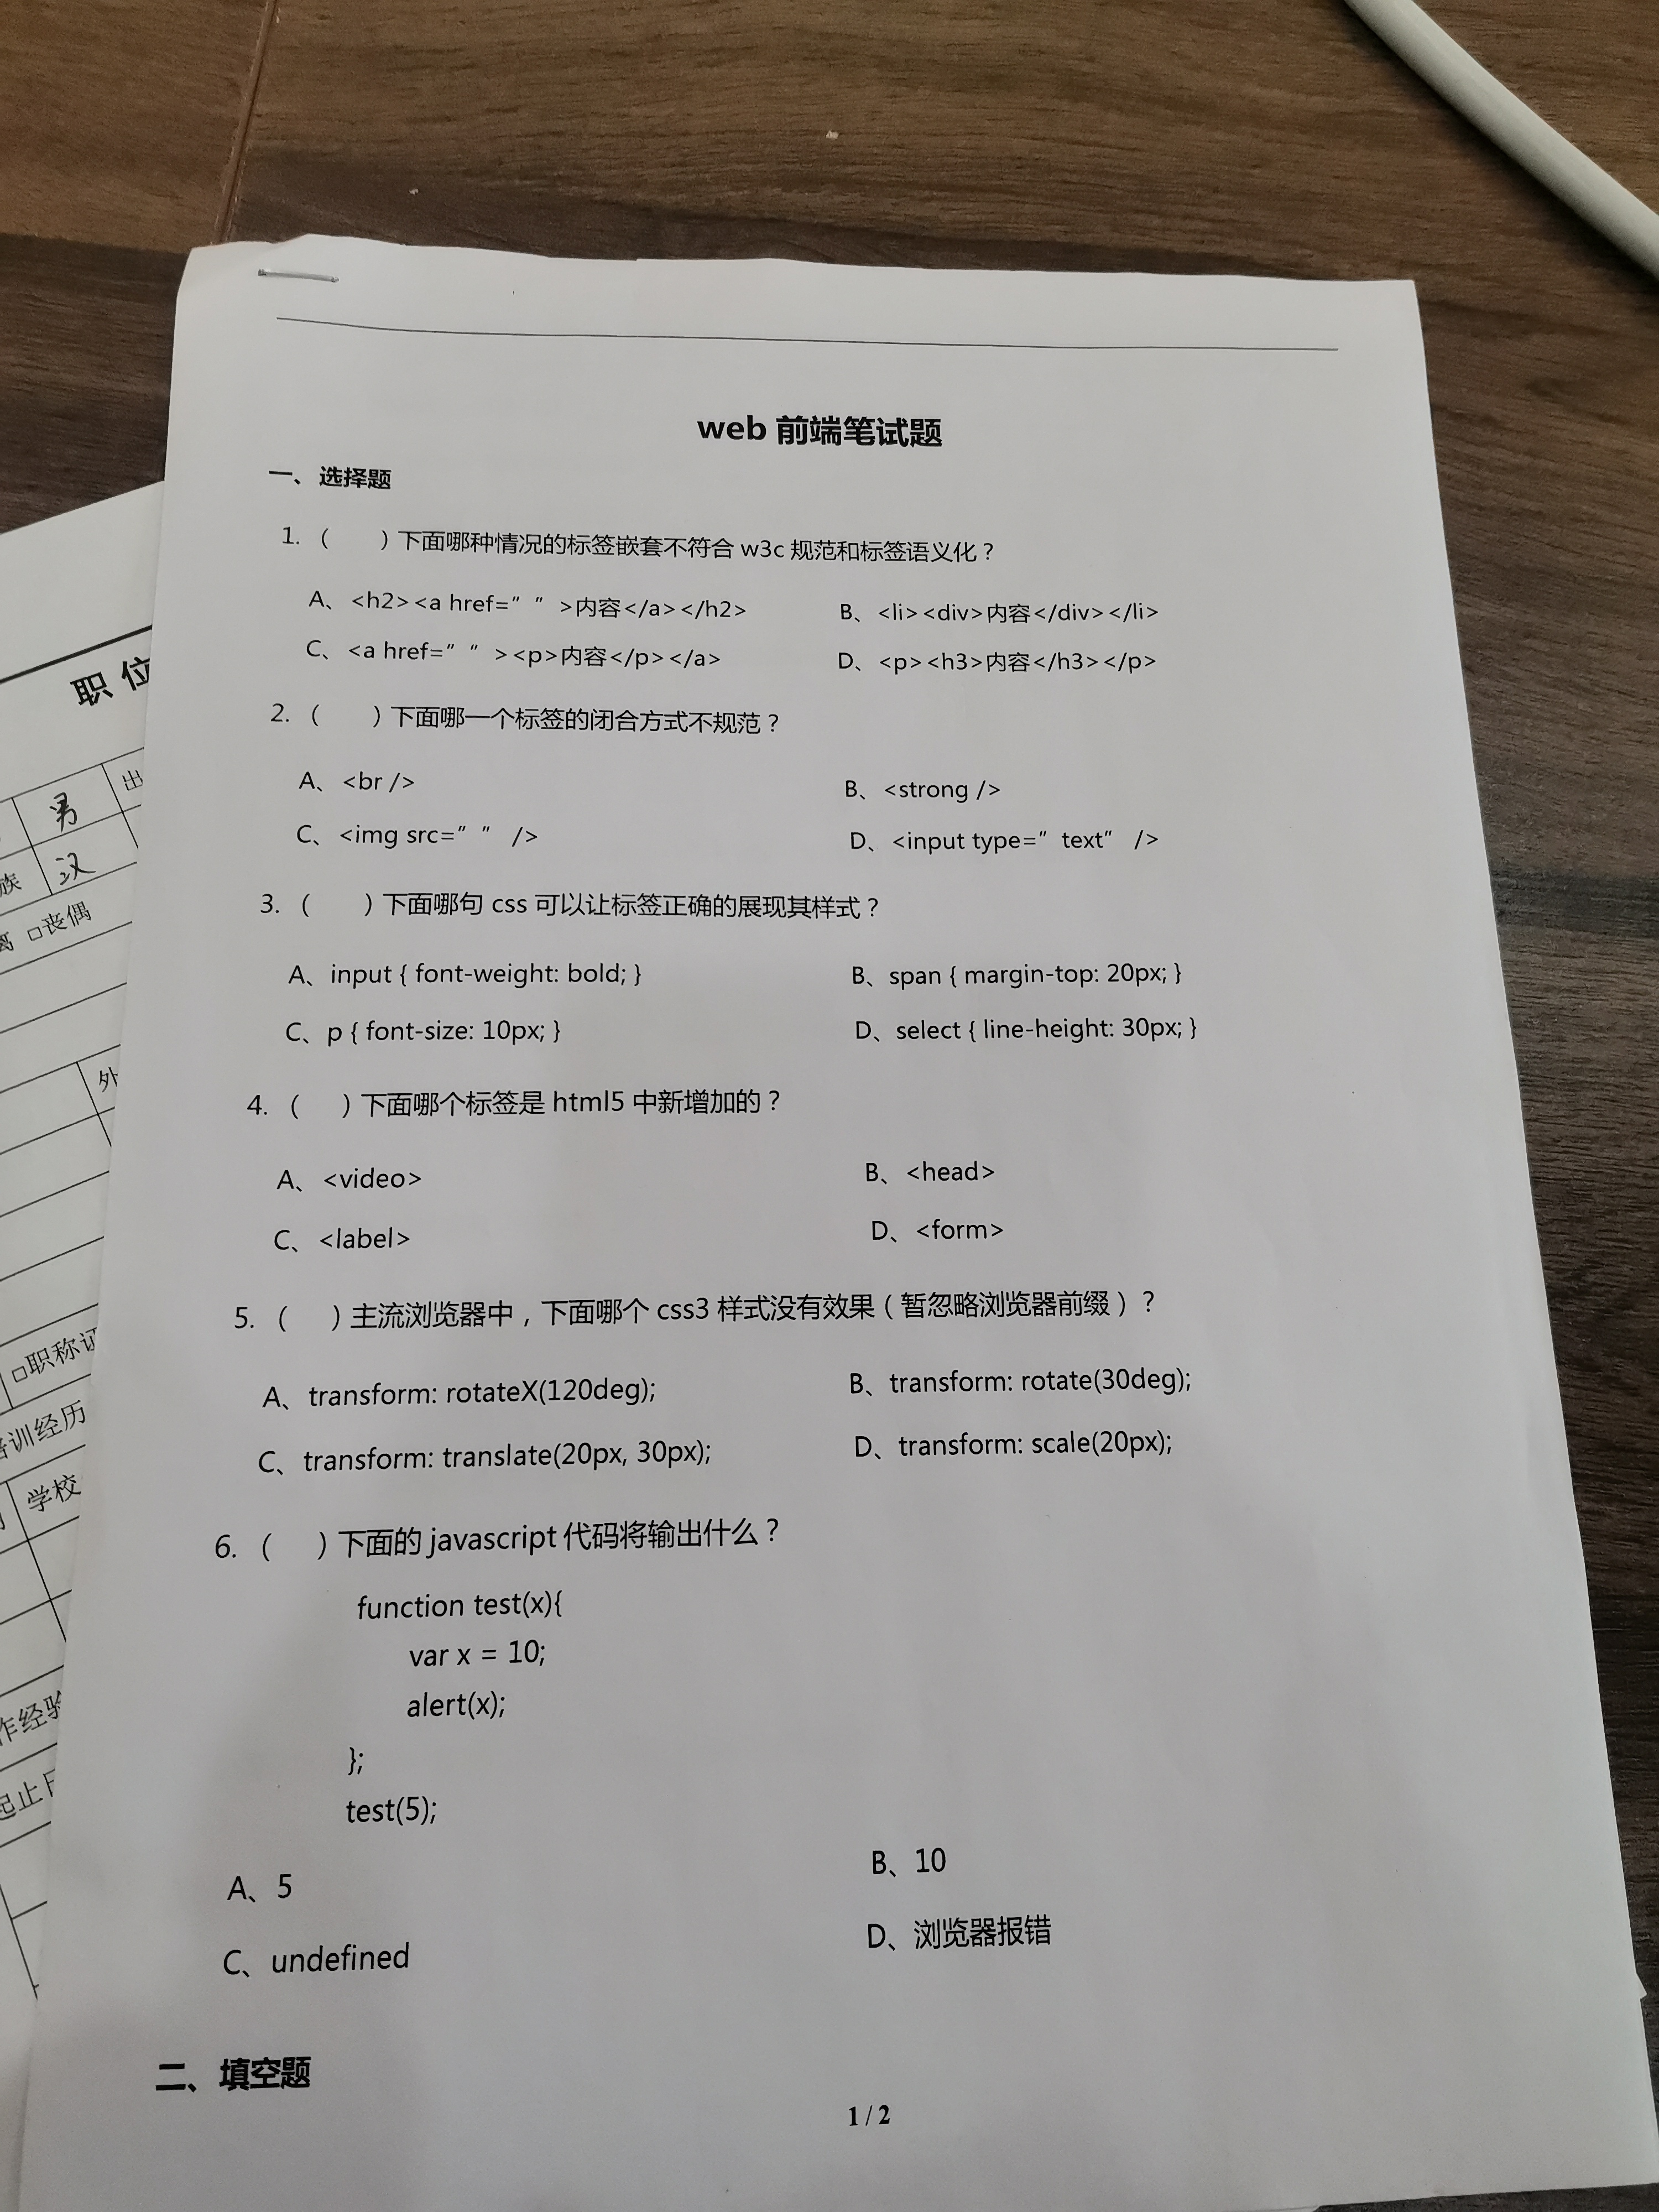 web 前端笔试题
一、选择题
1. (  ) 下面哪种情况的标签嵌套不符合 w3c 规范和标签语义化？
A、<h2><a href=” ” >内容</a></h2>
B、<li><div>内容</div></li>
C、<a href=” ” ><p>内容</p></a>
D、<p><h3>内容</h3></p>
2. (  ) 下面哪一个标签的闭合方式不规范？
A、<br />
B、<strong />
C、<img src=” ” />
D、<input type=” text” />
3. (  ) 下面哪句 css 可以让标签正确的展现其样式？
A、input { font-weight: bold; }
B、span { margin-top: 20px; }
C、p { font-size: 10px; }
D、select { line-height: 30px; }
4. (  ) 下面哪个标签是 html5 中新增加的？
A、<video>
B、<head>
C、<label>
D、<form>
5. (  ) 主流浏览器中，下面哪个 css3 样式没有效果（暂忽略浏览器前缀）？
A、transform: rotateX(120deg);
B、transform: rotate(30deg);
C、transform: translate(20px, 30px);
D、transform: scale(20px);
6. (  ) 下面的 javascript 代码将输出什么？
function test(x){
var x = 10;
alert(x);
};
test(5);
A、5
B、10
C、undefined
D、浏览器报错
二、填空题
1 / 2
职 位
男
出
族
汉
离 □丧偶
外
□职称证
培训经历
学校
作经验
起止日